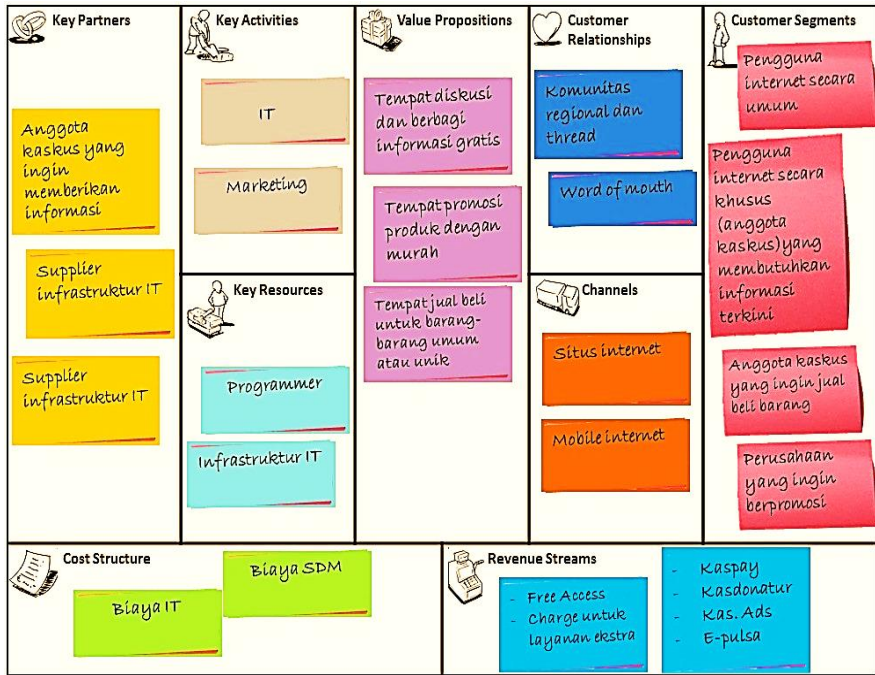 Key Partners
Anggota
kaskus yang
ingin
memberikan
informasi
Supplier
infrastruktur IT
Supplier
infrastruktur IT
Key Activities
IT
Marketing
Key Resources
Programmer
Infrastruktur IT
Value Propositions
Tempat diskusi
dan berbagi
informasi gratis
Tempat promosi
produk dengan
murah
Tempat jual beli
untuk barang-
barang umum
atau unik
Customer
Relationships
Komunitas
regional dan
thread
Word of mouth
Channels
Situs internet
Mobile internet
Customer Segments
Pengguna
internet secara
umum
Pengguna
internet secara
khusus
(anggota
kaskus) yang
membutuhkan
informasi
terkini
Anggota kaskus
yang ingin jual
beli barang
Perusahaan
yang ingin
berpromosi
Cost Structure
Biaya IT
Biaya SDM
Revenue Streams
- Free Access
- Charge untuk
layanan ekstra
- Kaspay
- Kasdonatur
- Kas. Ads
- E-pulsa